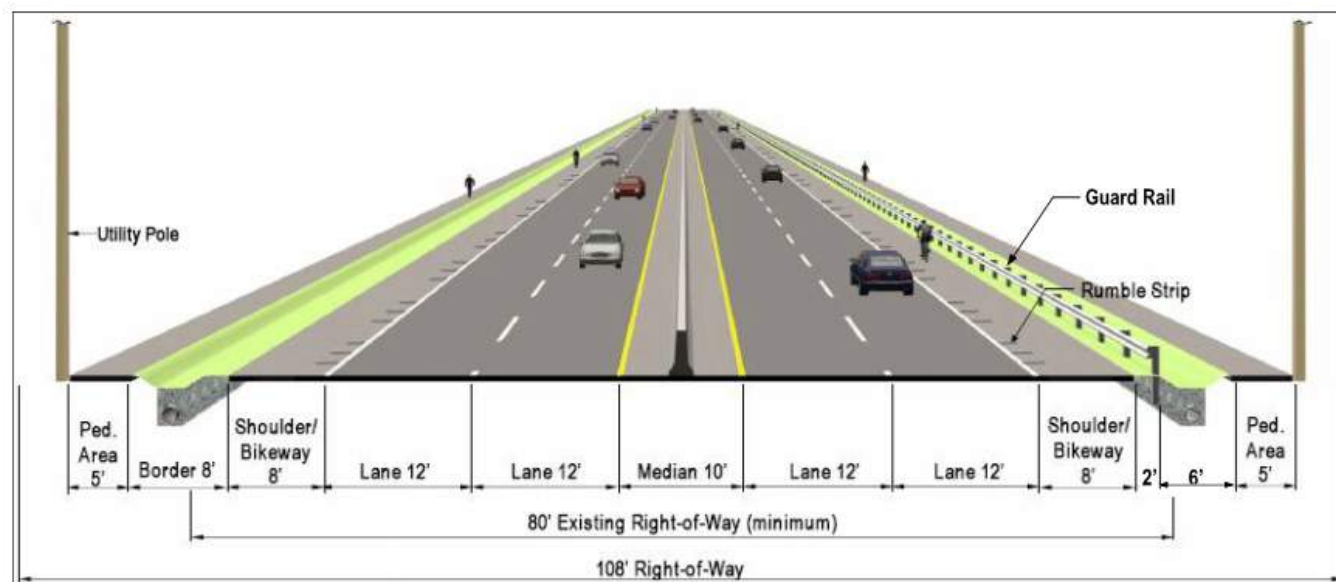 Utility Pole
Guard Rail
Rumble Strip
Ped.
Area
5'
Border 8'
Shoulder/
Bikeway
8'
Lane 12'
Lane 12'
Median 10'
Lane 12'
Lane 12'
Shoulder/
Bikeway
8'
2'
6'
Ped.
Area
5'
80' Existing Right-of-Way (minimum)
108' Right-of-Way